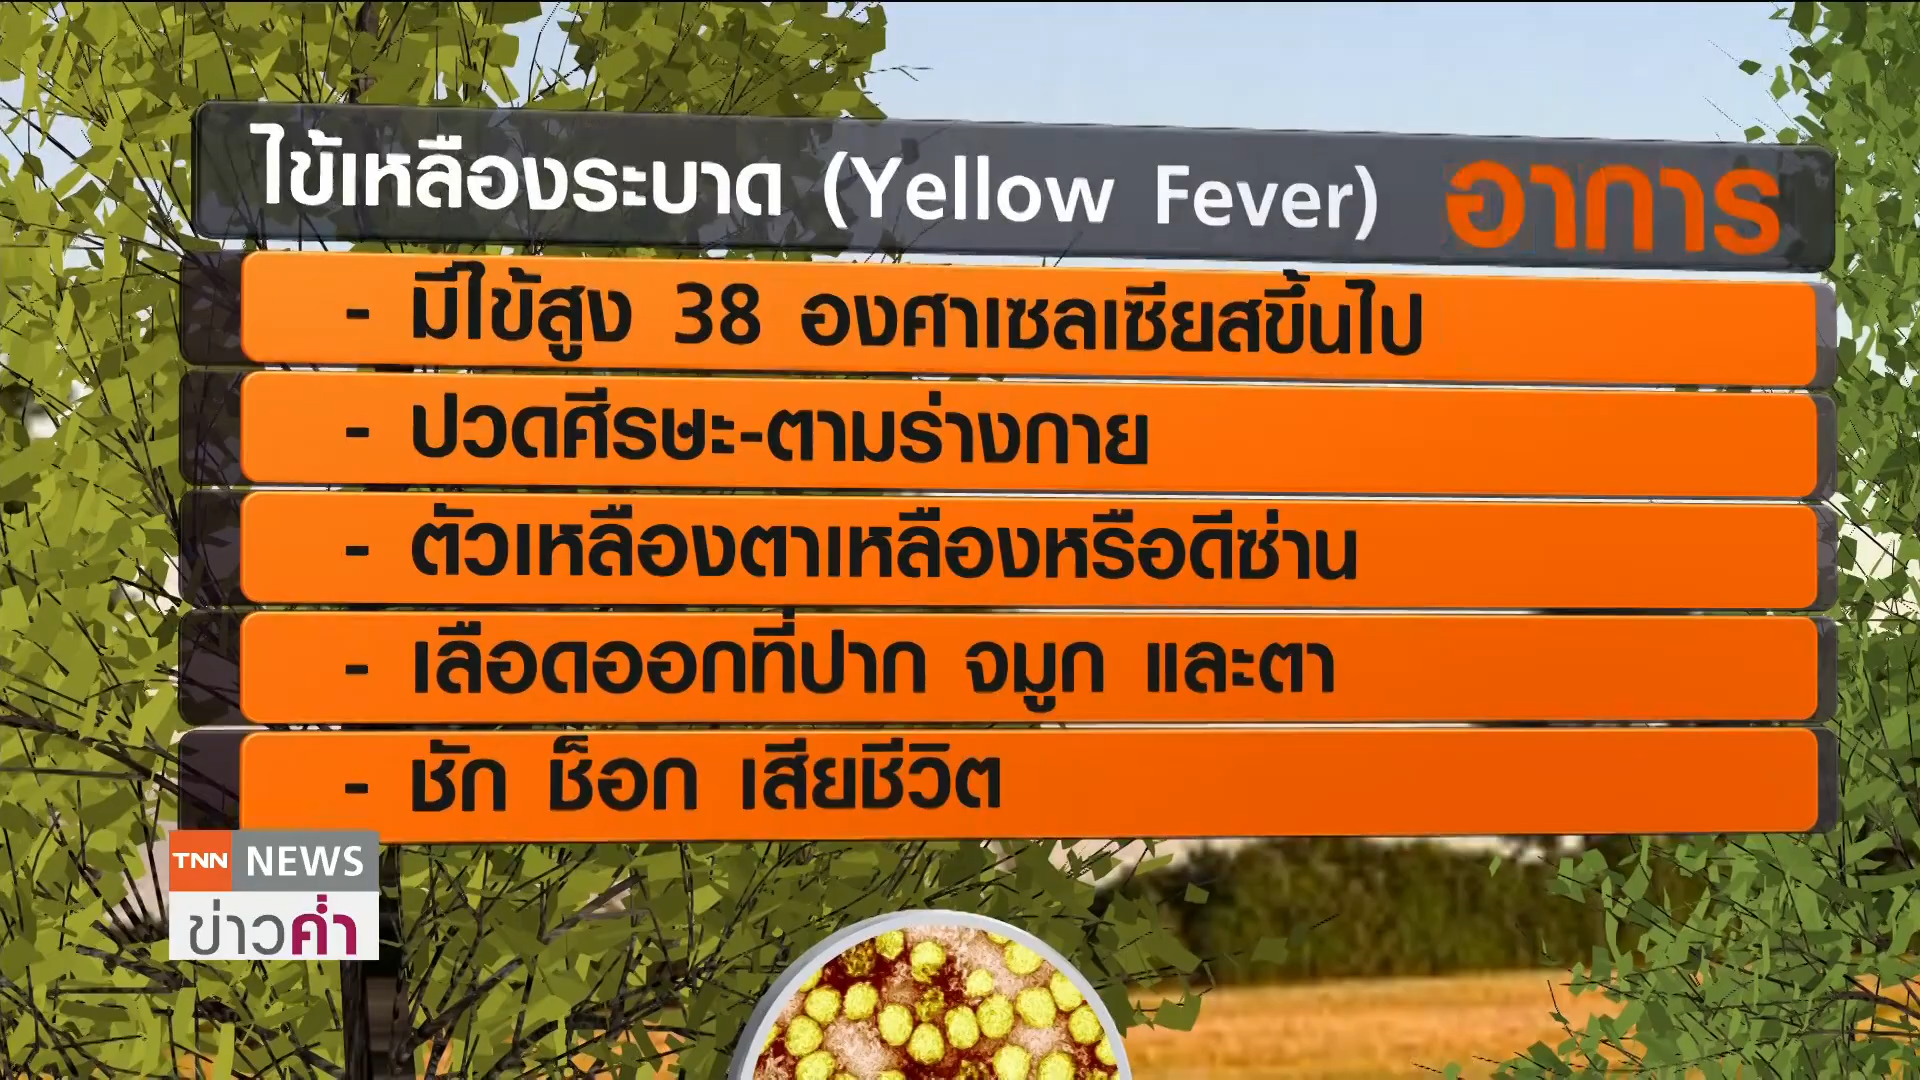 ไข้เหลืองระบาด (Yellow Fever) อาการ
- มีไข้สูง 38 องศาเซลเซียสขึ้นไป
- ปวดศีรษะ-ตามร่างกาย
- ตัวเหลืองตาเหลืองหรือดีซ่าน
- เลือดออกที่ปาก จมูก และตา
- ชัก ช็อก เสียชีวิต
TNN NEWS
ข่าวค่ำ